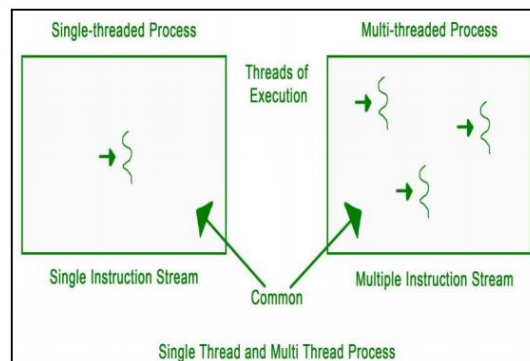 Single-threaded Process
Multi-threaded Process
Threads of
Execution
Single Instruction Stream
Multiple Instruction Stream
Common
Single Thread and Multi Thread Process